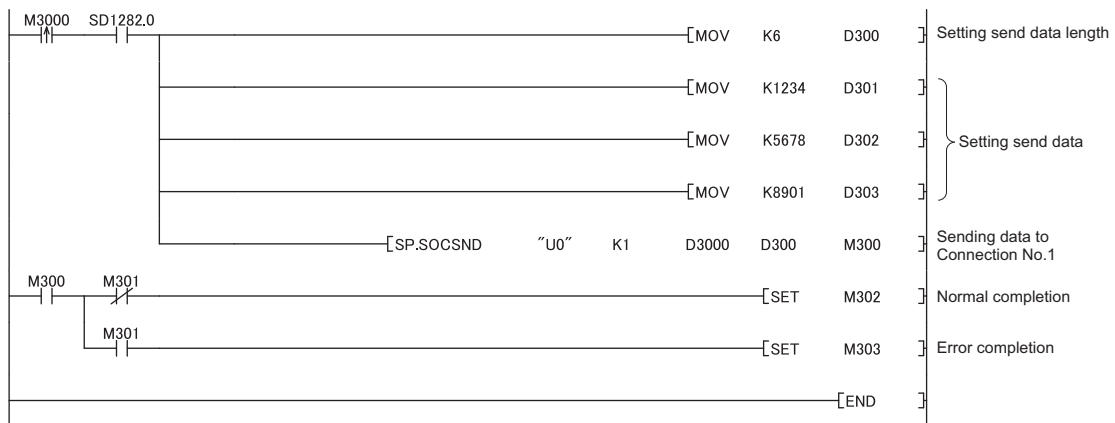 M3000 SD1282.0
MOV K6 D300 Setting send data length
MOV K1234 D301
MOV K5678 D302 Setting send data
MOV K8901 D303
SP.SOCSND "U0" K1 D3000 D300 M300 Sending data to
Connection No.1
M300 M301
SET M302 Normal completion
M301
SET M303 Error completion
END